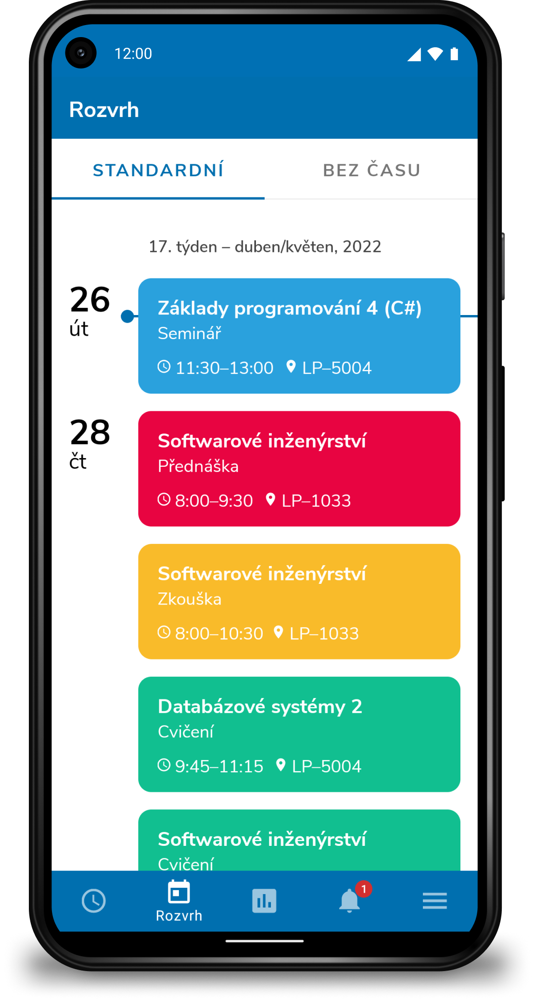 12:00
Rozvrh
STANDARDNÍ BEZ ČASU
17. týden – duben/květen, 2022
26
út
Základy programování 4 (C#)
Seminář
11:30–13:00 LP–5004
28
čt
Softwarové inženýrství
Přednáška
8:00–9:30 LP–1033
Softwarové inženýrství
Zkouška
8:00–10:30 LP–1033
Databázové systémy 2
Cvičení
9:45–11:15 LP–5004
Softwarové inženýrství
Cvičení
1
Rozvrh